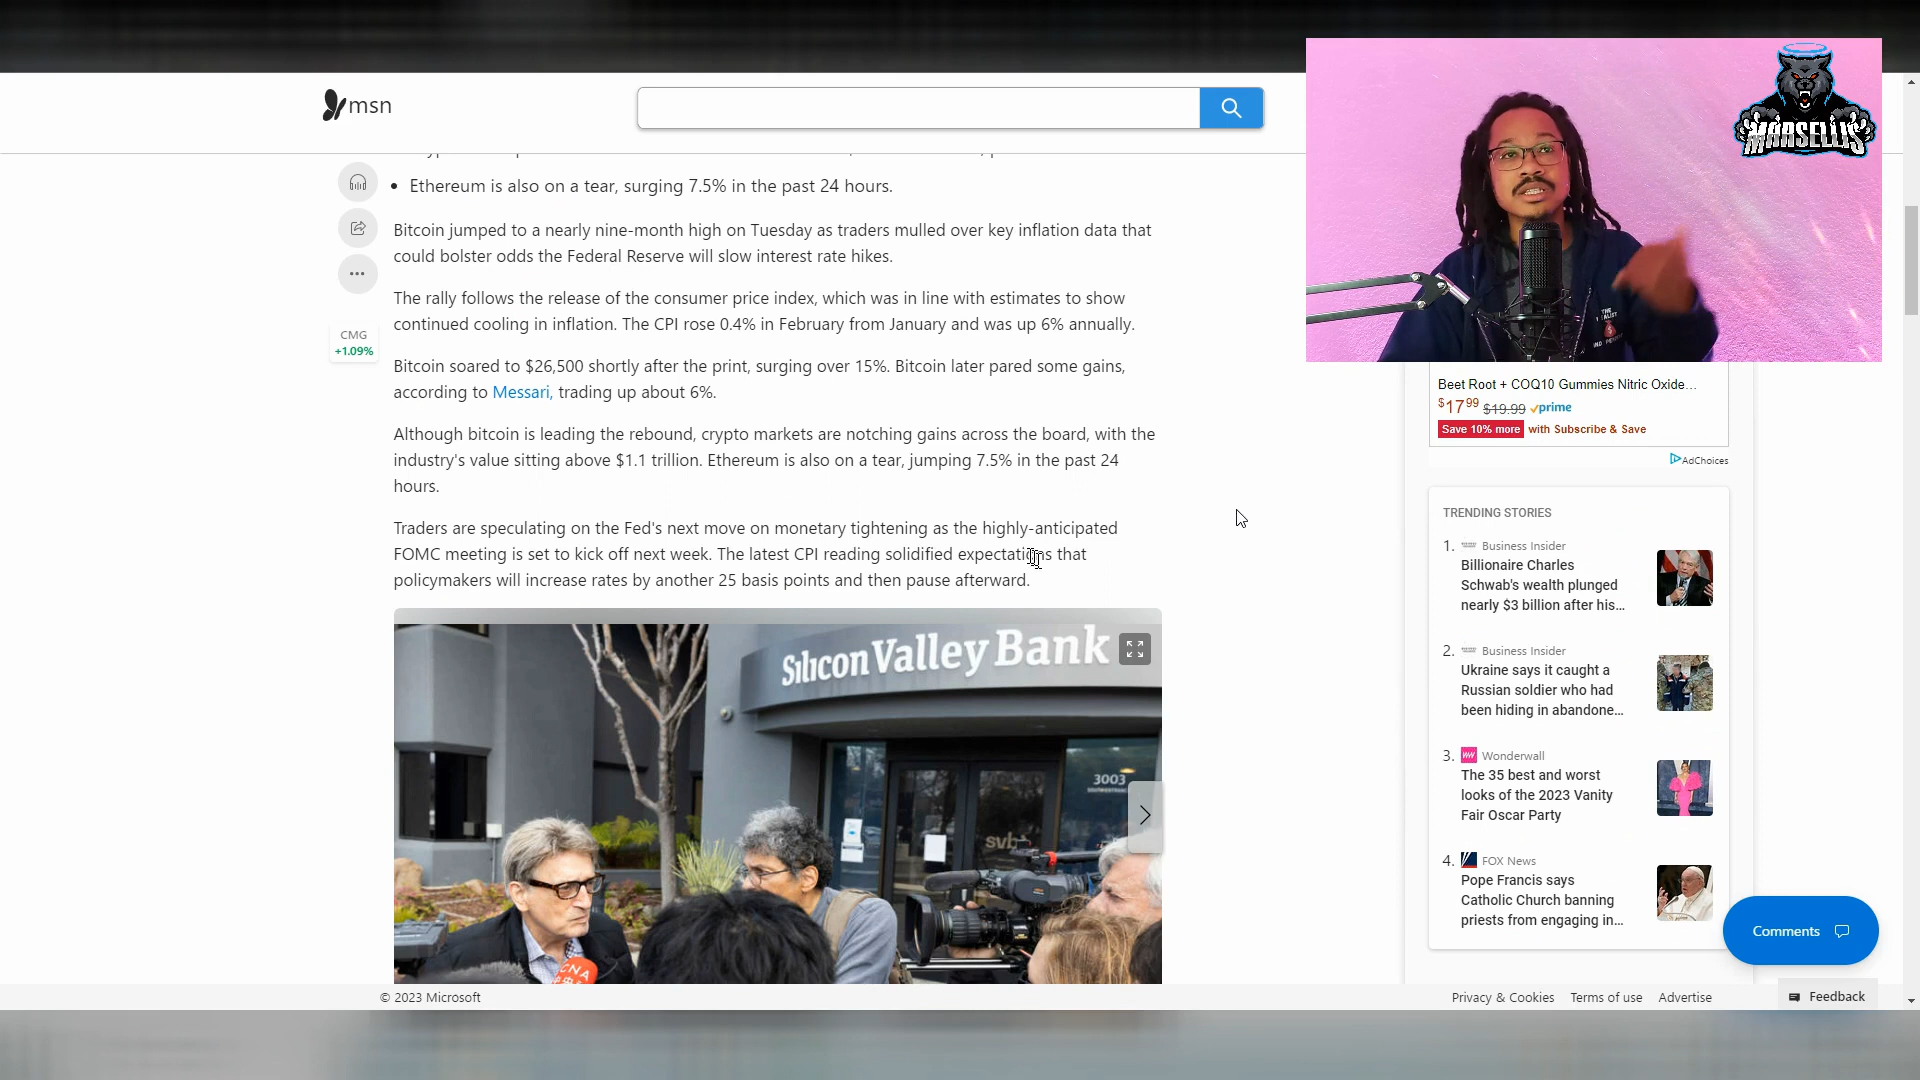 msn
MARSELLIS
• Ethereum is also on a tear, surging 7.5% in the past 24 hours.
Bitcoin jumped to a nearly nine-month high on Tuesday as traders mulled over key inflation data that
could bolster odds the Federal Reserve will slow interest rate hikes.
The rally follows the release of the consumer price index, which was in line with estimates to show
continued cooling in inflation. The CPI rose 0.4% in February from January and was up 6% annually.
CMG
+1.09%
Bitcoin soared to $26,500 shortly after the print, surging over 15%. Bitcoin later pared some gains,
according to Messari, trading up about 6%.
Although bitcoin is leading the rebound, crypto markets are notching gains across the board, with the
industry's value sitting above $1.1 trillion. Ethereum is also on a tear, jumping 7.5% in the past 24
hours.
Traders are speculating on the Fed's next move on monetary tightening as the highly-anticipated
FOMC meeting is set to kick off next week. The latest CPI reading solidified expectations that
policymakers will increase rates by another 25 basis points and then pause afterward.
Silicon Valley Bank
3003
svb
CNA
Beet Root + COQ10 Gummies Nitric Oxide...
$17 99 $19.99 prime
Save 10% more with Subscribe & Save
AdChoices
TRENDING STORIES
1. Business Insider
Billionaire Charles
Schwab's wealth plunged
nearly $3 billion after his...
2. Business Insider
Ukraine says it caught a
Russian soldier who had
been hiding in abandone...
3. W Wonderwall
The 35 best and worst
looks of the 2023 Vanity
Fair Oscar Party
4. FOX News
Pope Francis says
Catholic Church banning
priests from engaging in...
Comments
© 2023 Microsoft
Privacy & Cookies Terms of use Advertise
Feedback